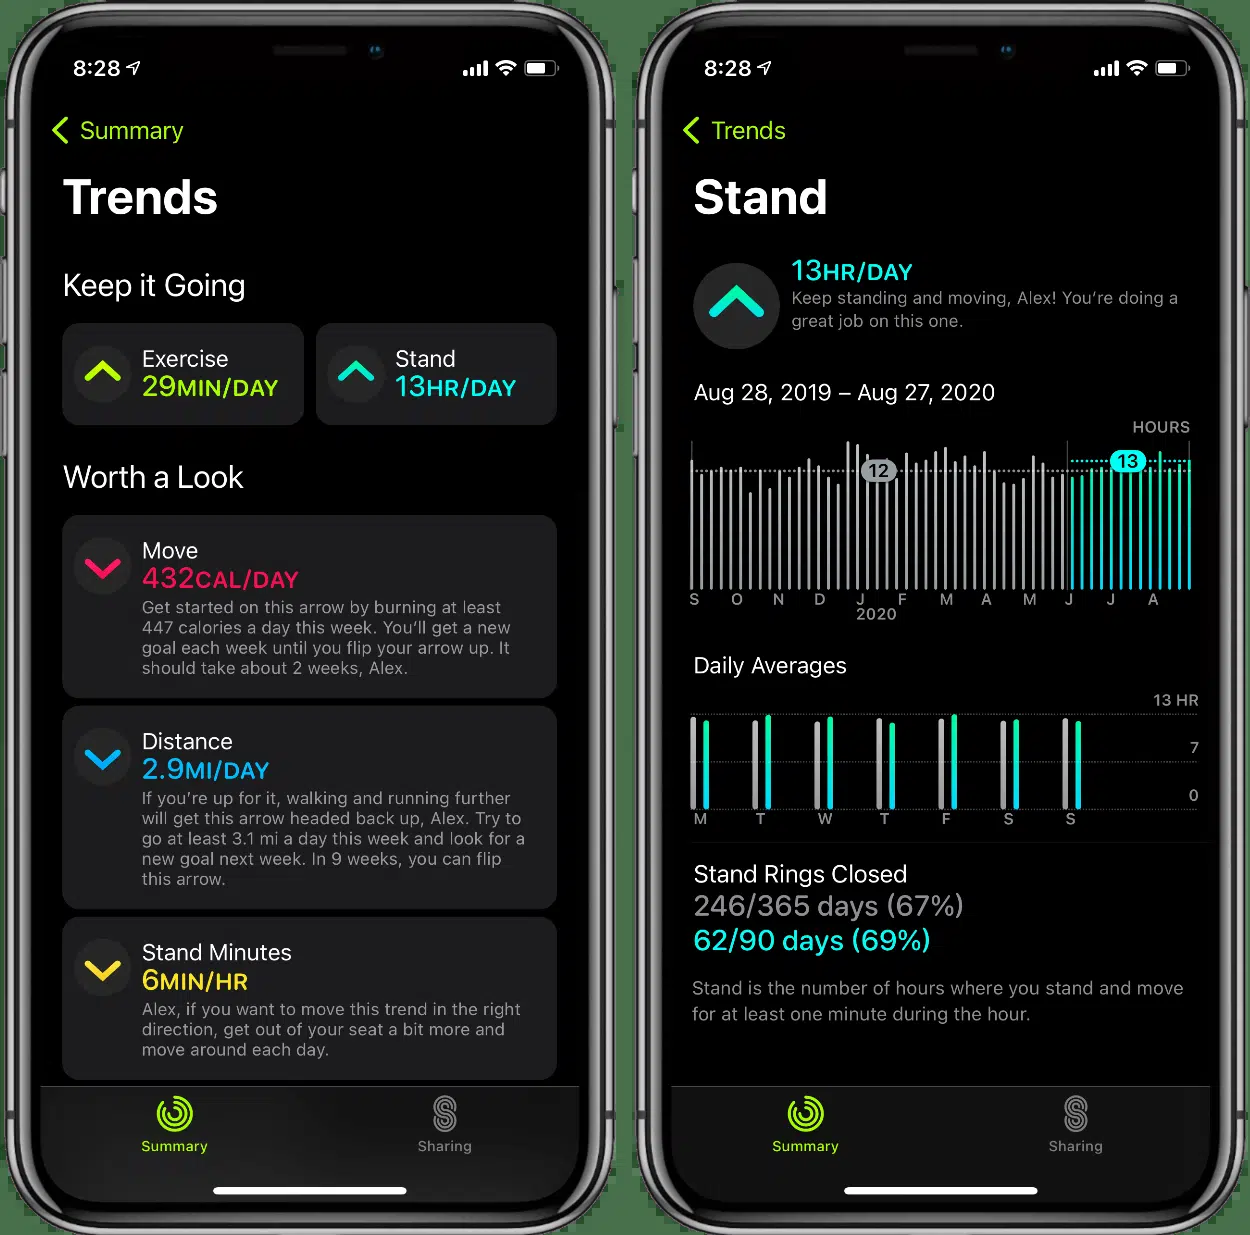 8:28
Summary
Trends
Keep it Going
Exercise
29MIN/DAY
Stand
13HR/DAY
Worth a Look
Move
432CAL/DAY
Get started on this arrow by burning at least
447 calories a day this week. You’ll get a new
goal each week until you flip your arrow up. It
should take about 2 weeks, Alex.
Distance
2.9MI/DAY
If you’re up for it, walking and running further
will get this arrow headed back up, Alex. Try to
go at least 3.1 mi a day this week and look for a
new goal next week. In 9 weeks, you can flip
this arrow.
Stand Minutes
6MIN/HR
Alex, if you want to move this trend in the right
direction, get out of your seat a bit more and
move around each day.
Summary
Sharing
8:28
Trends
Stand
13HR/DAY
Keep standing and moving, Alex! You’re doing a
great job on this one.
Aug 28, 2019 – Aug 27, 2020
HOURS
12
13
S O N D J F M A M J J A
2020
Daily Averages
13 HR
7
0
M T W T F S S
Stand Rings Closed
246/365 days (67%)
62/90 days (69%)
Stand is the number of hours where you stand and move
for at least one minute during the hour.
Summary
Sharing